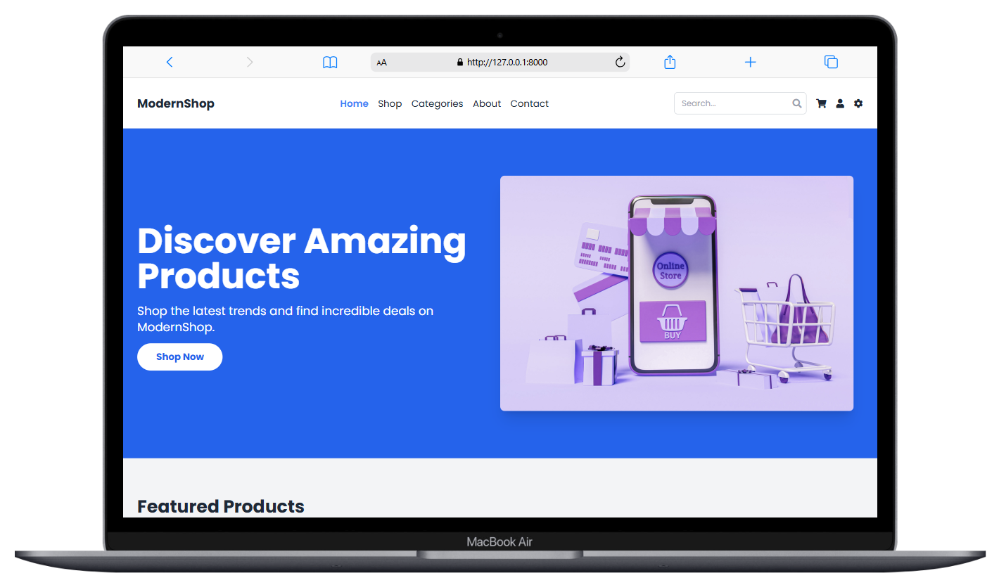 AA
http://127.0.0.1:8000
ModernShop
Home Shop Categories About Contact
Search...
Discover Amazing
Products
Shop the latest trends and find incredible deals on
ModernShop.
Shop Now
Online
Store
BUY
Featured Products
MacBook Air